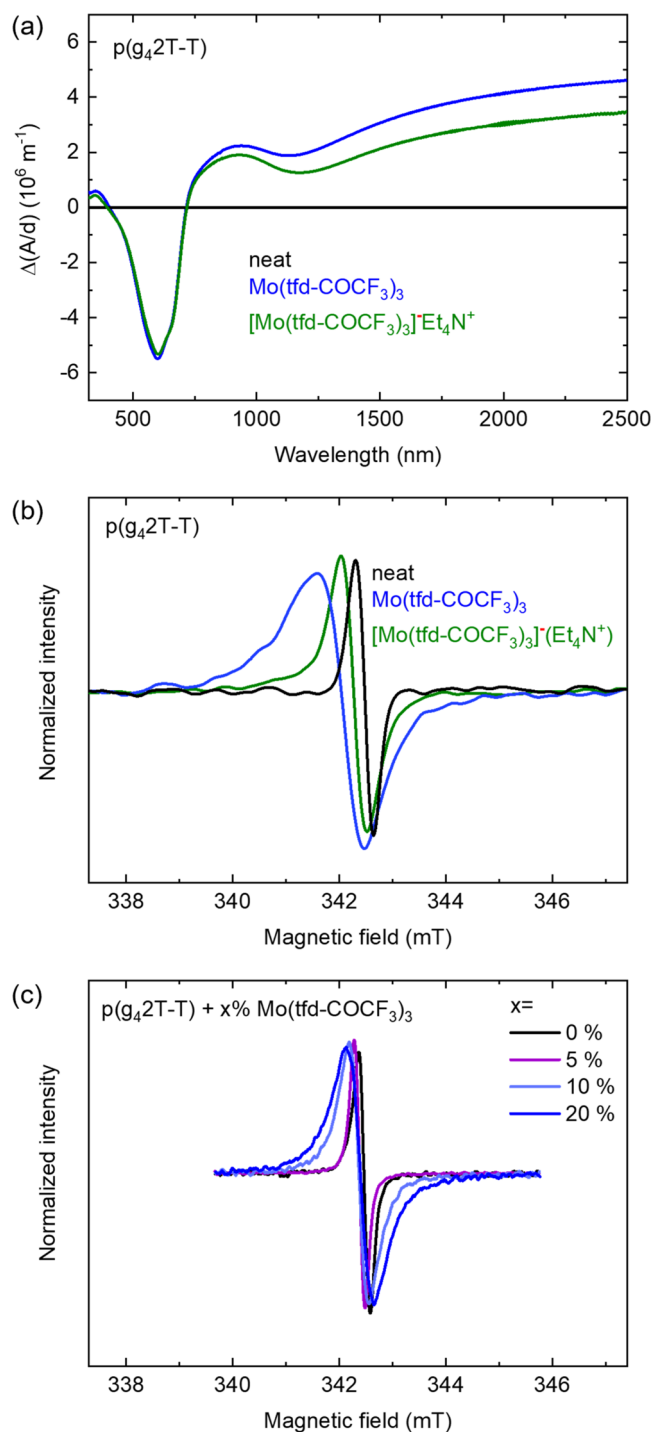 (a)
p(g₄2T-T)
6
4
2
0
-2
-4
-6
Δ(A/d) (10⁶ m⁻¹)
neat
Mo(tfd-COCF₃)₃
[Mo(tfd-COCF₃)₃]⁻Et₄N⁺
500 1000 1500 2000 2500
Wavelength (nm)
(b)
p(g₄2T-T)
neat
Mo(tfd-COCF₃)₃
[Mo(tfd-COCF₃)₃]⁻(Et₄N⁺)
Normalized intensity
338 340 342 344 346
Magnetic field (mT)
(c)
p(g₄2T-T) + x% Mo(tfd-COCF₃)₃
x=
0 %
5 %
10 %
20 %
Normalized intensity
338 340 342 344 346
Magnetic field (mT)